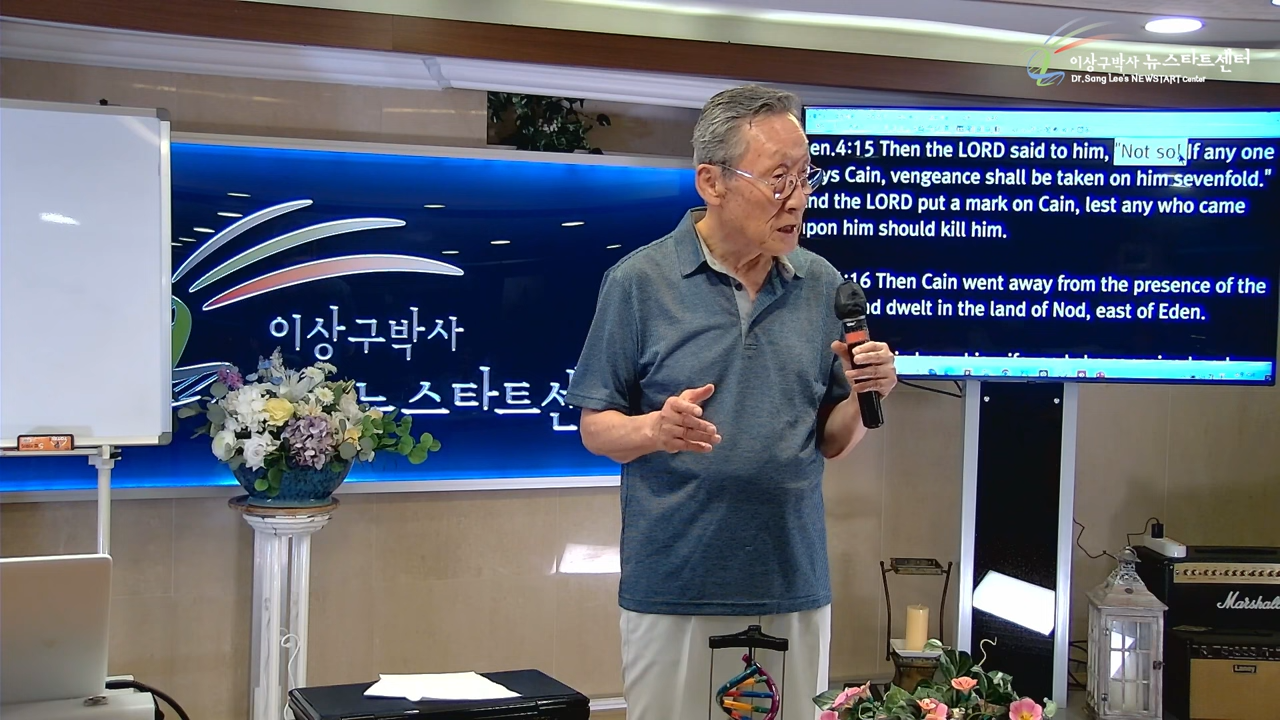 이상구박사 뉴스타트센터
Dr. Sang Lee's NEWSTART Center
en.4:15 Then the LORD said to him, "Not so! If any one
ys Cain, vengeance shall be taken on him sevenfold."
nd the LORD put a mark on Cain, lest any who came
upon him should kill him.
:16 Then Cain went away from the presence of the
nd dwelt in the land of Nod, east of Eden.
이상구박사
뉴스타트센
Marshall
Laney